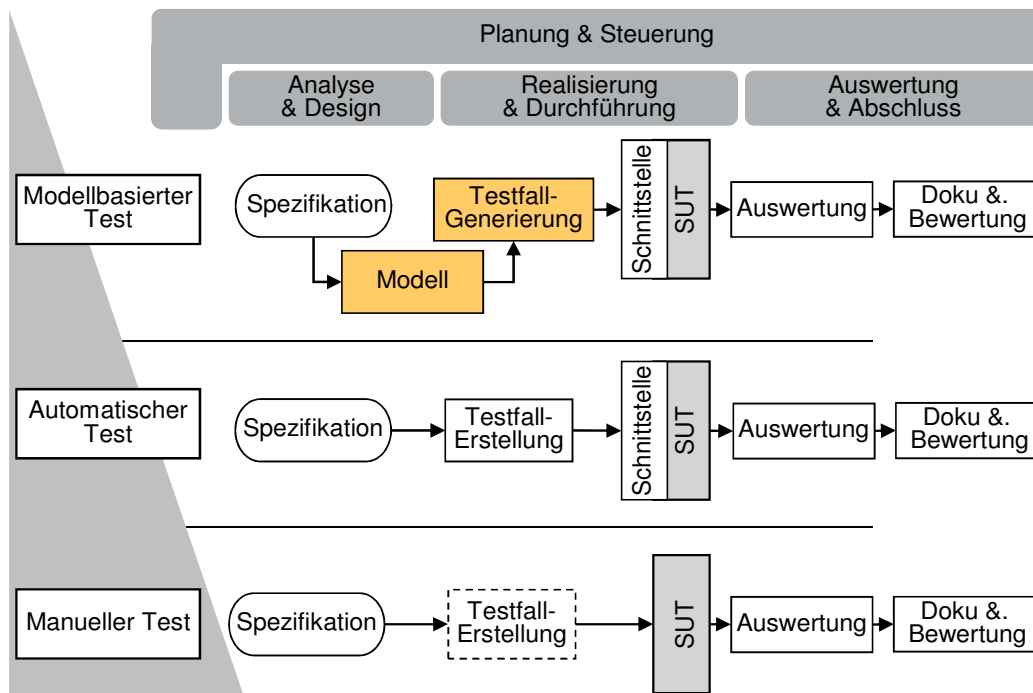 Planung & Steuerung
Analyse
& Design
Realisierung
& Durchführung
Auswertung
& Abschluss
Modellbasierter
Test
Spezifikation
Modell
Testfall-
Generierung
Schnittstelle
SUT
Auswertung
Doku &.
Bewertung
Automatischer
Test
Spezifikation
Testfall-
Erstellung
Schnittstelle
SUT
Auswertung
Doku &.
Bewertung
Manueller Test
Spezifikation
Testfall-
Erstellung
SUT
Auswertung
Doku &.
Bewertung